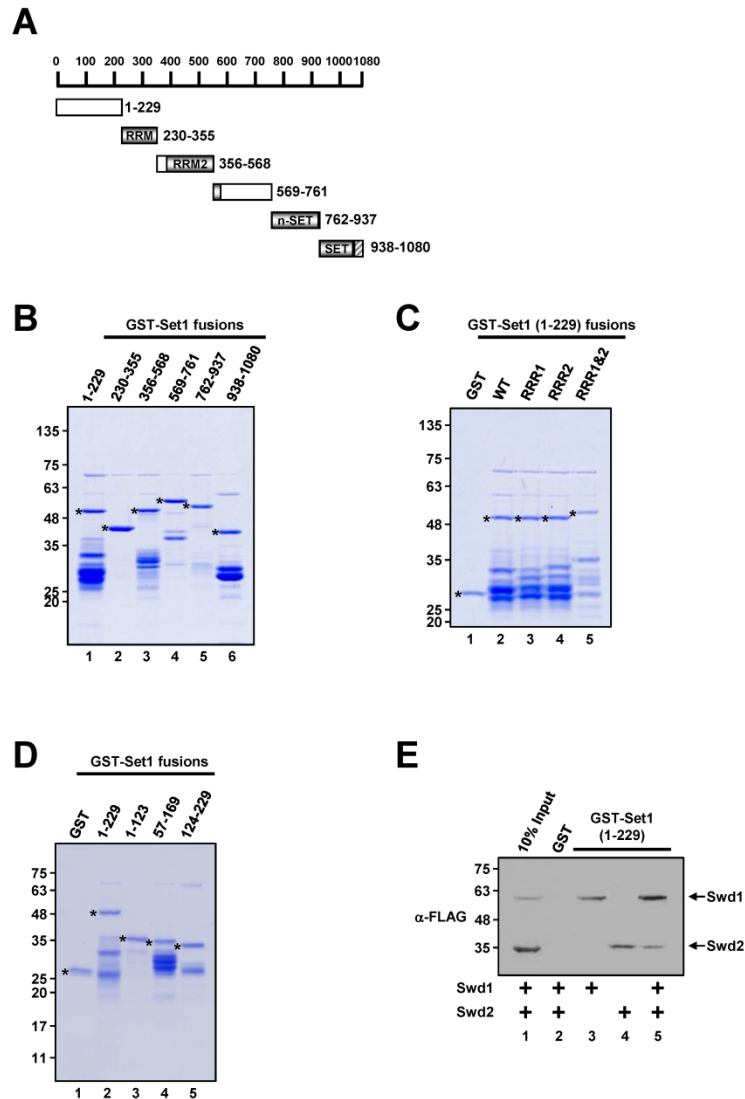 A
0 100 200 300 400 500 600 700 800 900 1000 1080
1-229
RRM 230-355
RRM2 356-568
569-761
n-SET 762-937
SET 938-1080
B
GST-Set1 fusions
1-229 230-355 356-568 569-761 762-937 938-1080
135
75
63
48
35
25
20
* * * * * *
1 2 3 4 5 6
C
GST-Set1 (1-229) fusions
GST WT RRR1 RRR2 RRR1&2
135
75
63
48
35
25
20
* * * * *
1 2 3 4 5
D
GST-Set1 fusions
GST 1-229 1-123 57-169 124-229
75
63
48
35
25
20
17
11
* * * * *
1 2 3 4 5
E
10% Input GST GST-Set1
(1-229)
75
63
48
35
α-FLAG
Swd1
Swd2
Swd1 + + + +
Swd2 + + + +
1 2 3 4 5